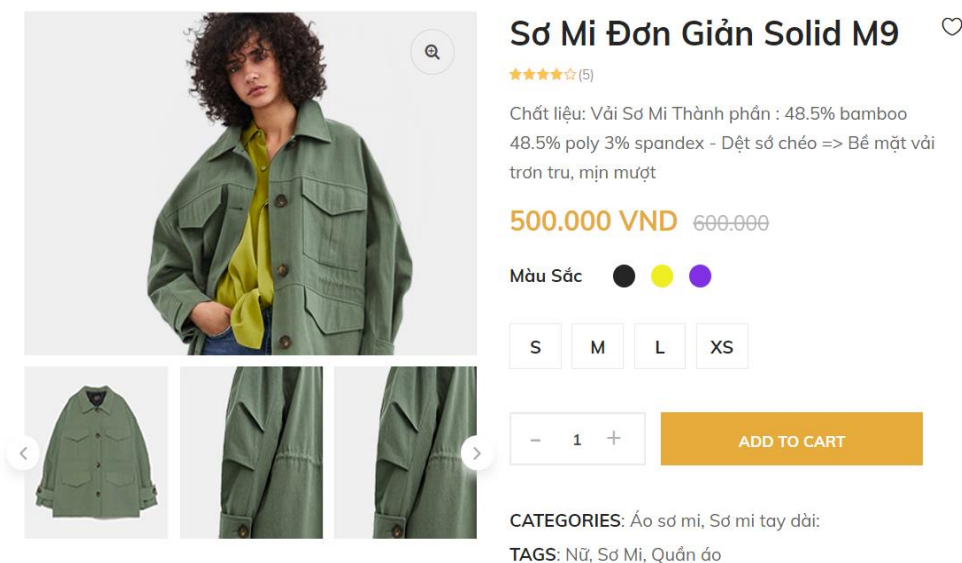 Sơ Mi Đơn Giản Solid M9
(5)
Chất liệu: Vải Sơ Mi Thành phần : 48.5% bamboo
48.5% poly 3% spandex - Dệt sớ chéo => Bề mặt vải
trơn tru, mịn mượt
500.000 VND 600.000
Màu Sắc
S M L XS
- 1 +
ADD TO CART
CATEGORIES: Áo sơ mi, Sơ mi tay dài:
TAGS: Nữ, Sơ Mi, Quần áo